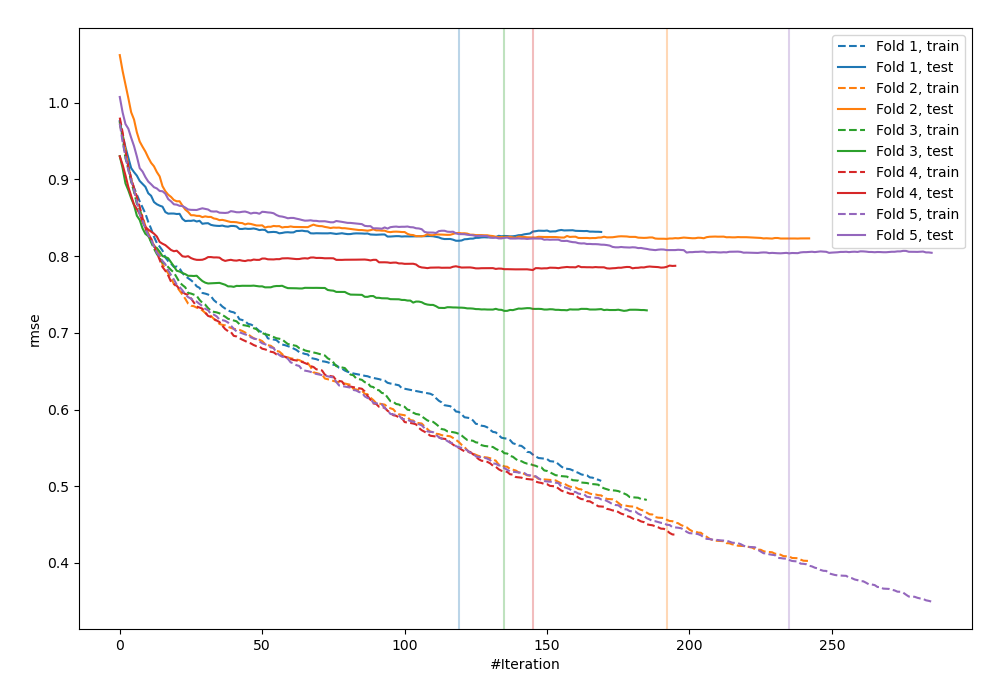 Fold 1, train
Fold 1, test
Fold 2, train
Fold 2, test
Fold 3, train
Fold 3, test
Fold 4, train
Fold 4, test
Fold 5, train
Fold 5, test
rmse
1.0
0.9
0.8
0.7
0.6
0.5
0.4
0 50 100 150 200 250
#Iteration